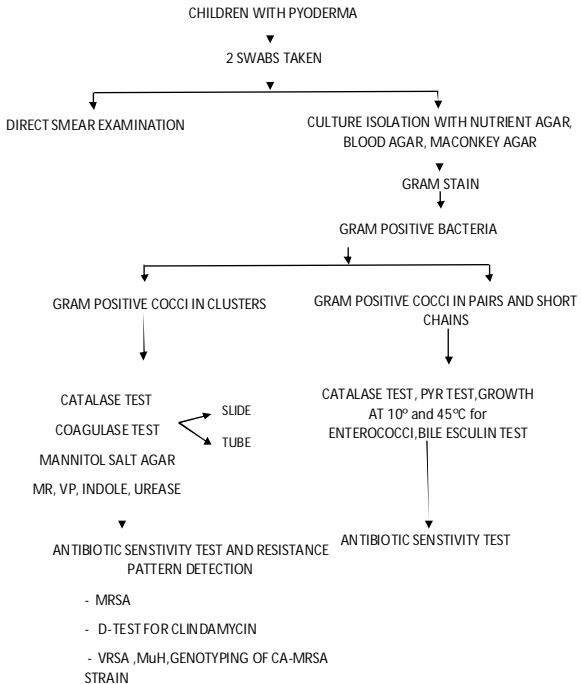 CHILDREN WITH PYODERMA
2 SWABS TAKEN
DIRECT SMEAR EXAMINATION
CULTURE ISOLATION WITH NUTRIENT AGAR,
BLOOD AGAR, MACONKEY AGAR
GRAM STAIN
GRAM POSITIVE BACTERIA
GRAM POSITIVE COCCI IN CLUSTERS
GRAM POSITIVE COCCI IN PAIRS AND SHORT
CHAINS
CATALASE TEST
COAGULASE TEST
SLIDE
TUBE
MANNITOL SALT AGAR
MR, VP, INDOLE, UREASE
CATALASE TEST, PYR TEST,GROWTH
AT 10º and 45ºC for
ENTEROCOCCI,BILE ESCULIN TEST
ANTIBIOTIC SENSTIVITY TEST AND RESISTANCE
PATTERN DETECTION
ANTIBIOTIC SENSTIVITY TEST
- MRSA
- D-TEST FOR CLINDAMYCIN
- VRSA ,MuH,GENOTYPING OF CA-MRSA
STRAIN